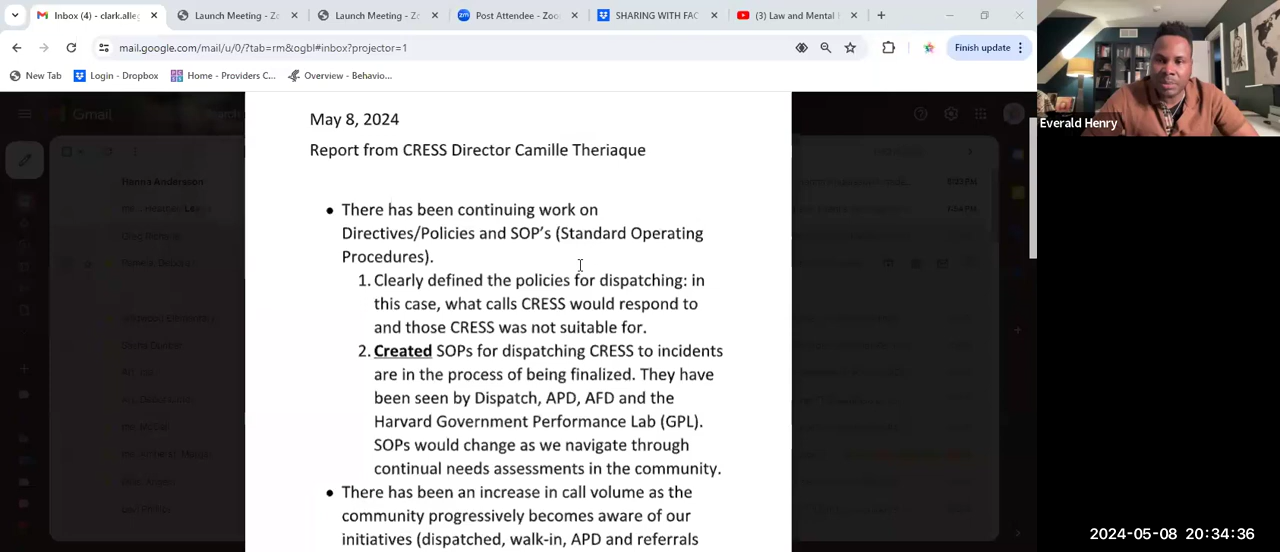 Inbox (4) - clark.alle
Launch Meeting - Zo
Launch Meeting - Zo
Post Attendee - Zoo
SHARING WITH FAC
(3) Law and Mental H
mail.google.com/mail/u/0/?tab=rm&ogbl#inbox?projector=1
Finish update
New Tab
Login - Dropbox
Home - Providers C...
Overview - Behavio...
Everald Henry
Gmail
May 8, 2024
Report from CRESS Director Camille Theriaque
• There has been continuing work on
Directives/Policies and SOP's (Standard Operating
Procedures).
1. Clearly defined the policies for dispatching: in
this case, what calls CRESS would respond to
and those CRESS was not suitable for.
2. Created SOPs for dispatching CRESS to incidents
are in the process of being finalized. They have
been seen by Dispatch, APD, AFD and the
Harvard Government Performance Lab (GPL).
SOPs would change as we navigate through
continual needs assessments in the community.
• There has been an increase in call volume as the
community progressively becomes aware of our
initiatives (dispatched, walk-in, APD and referrals
Hanna Andersson
2024-05-08 20:34:36